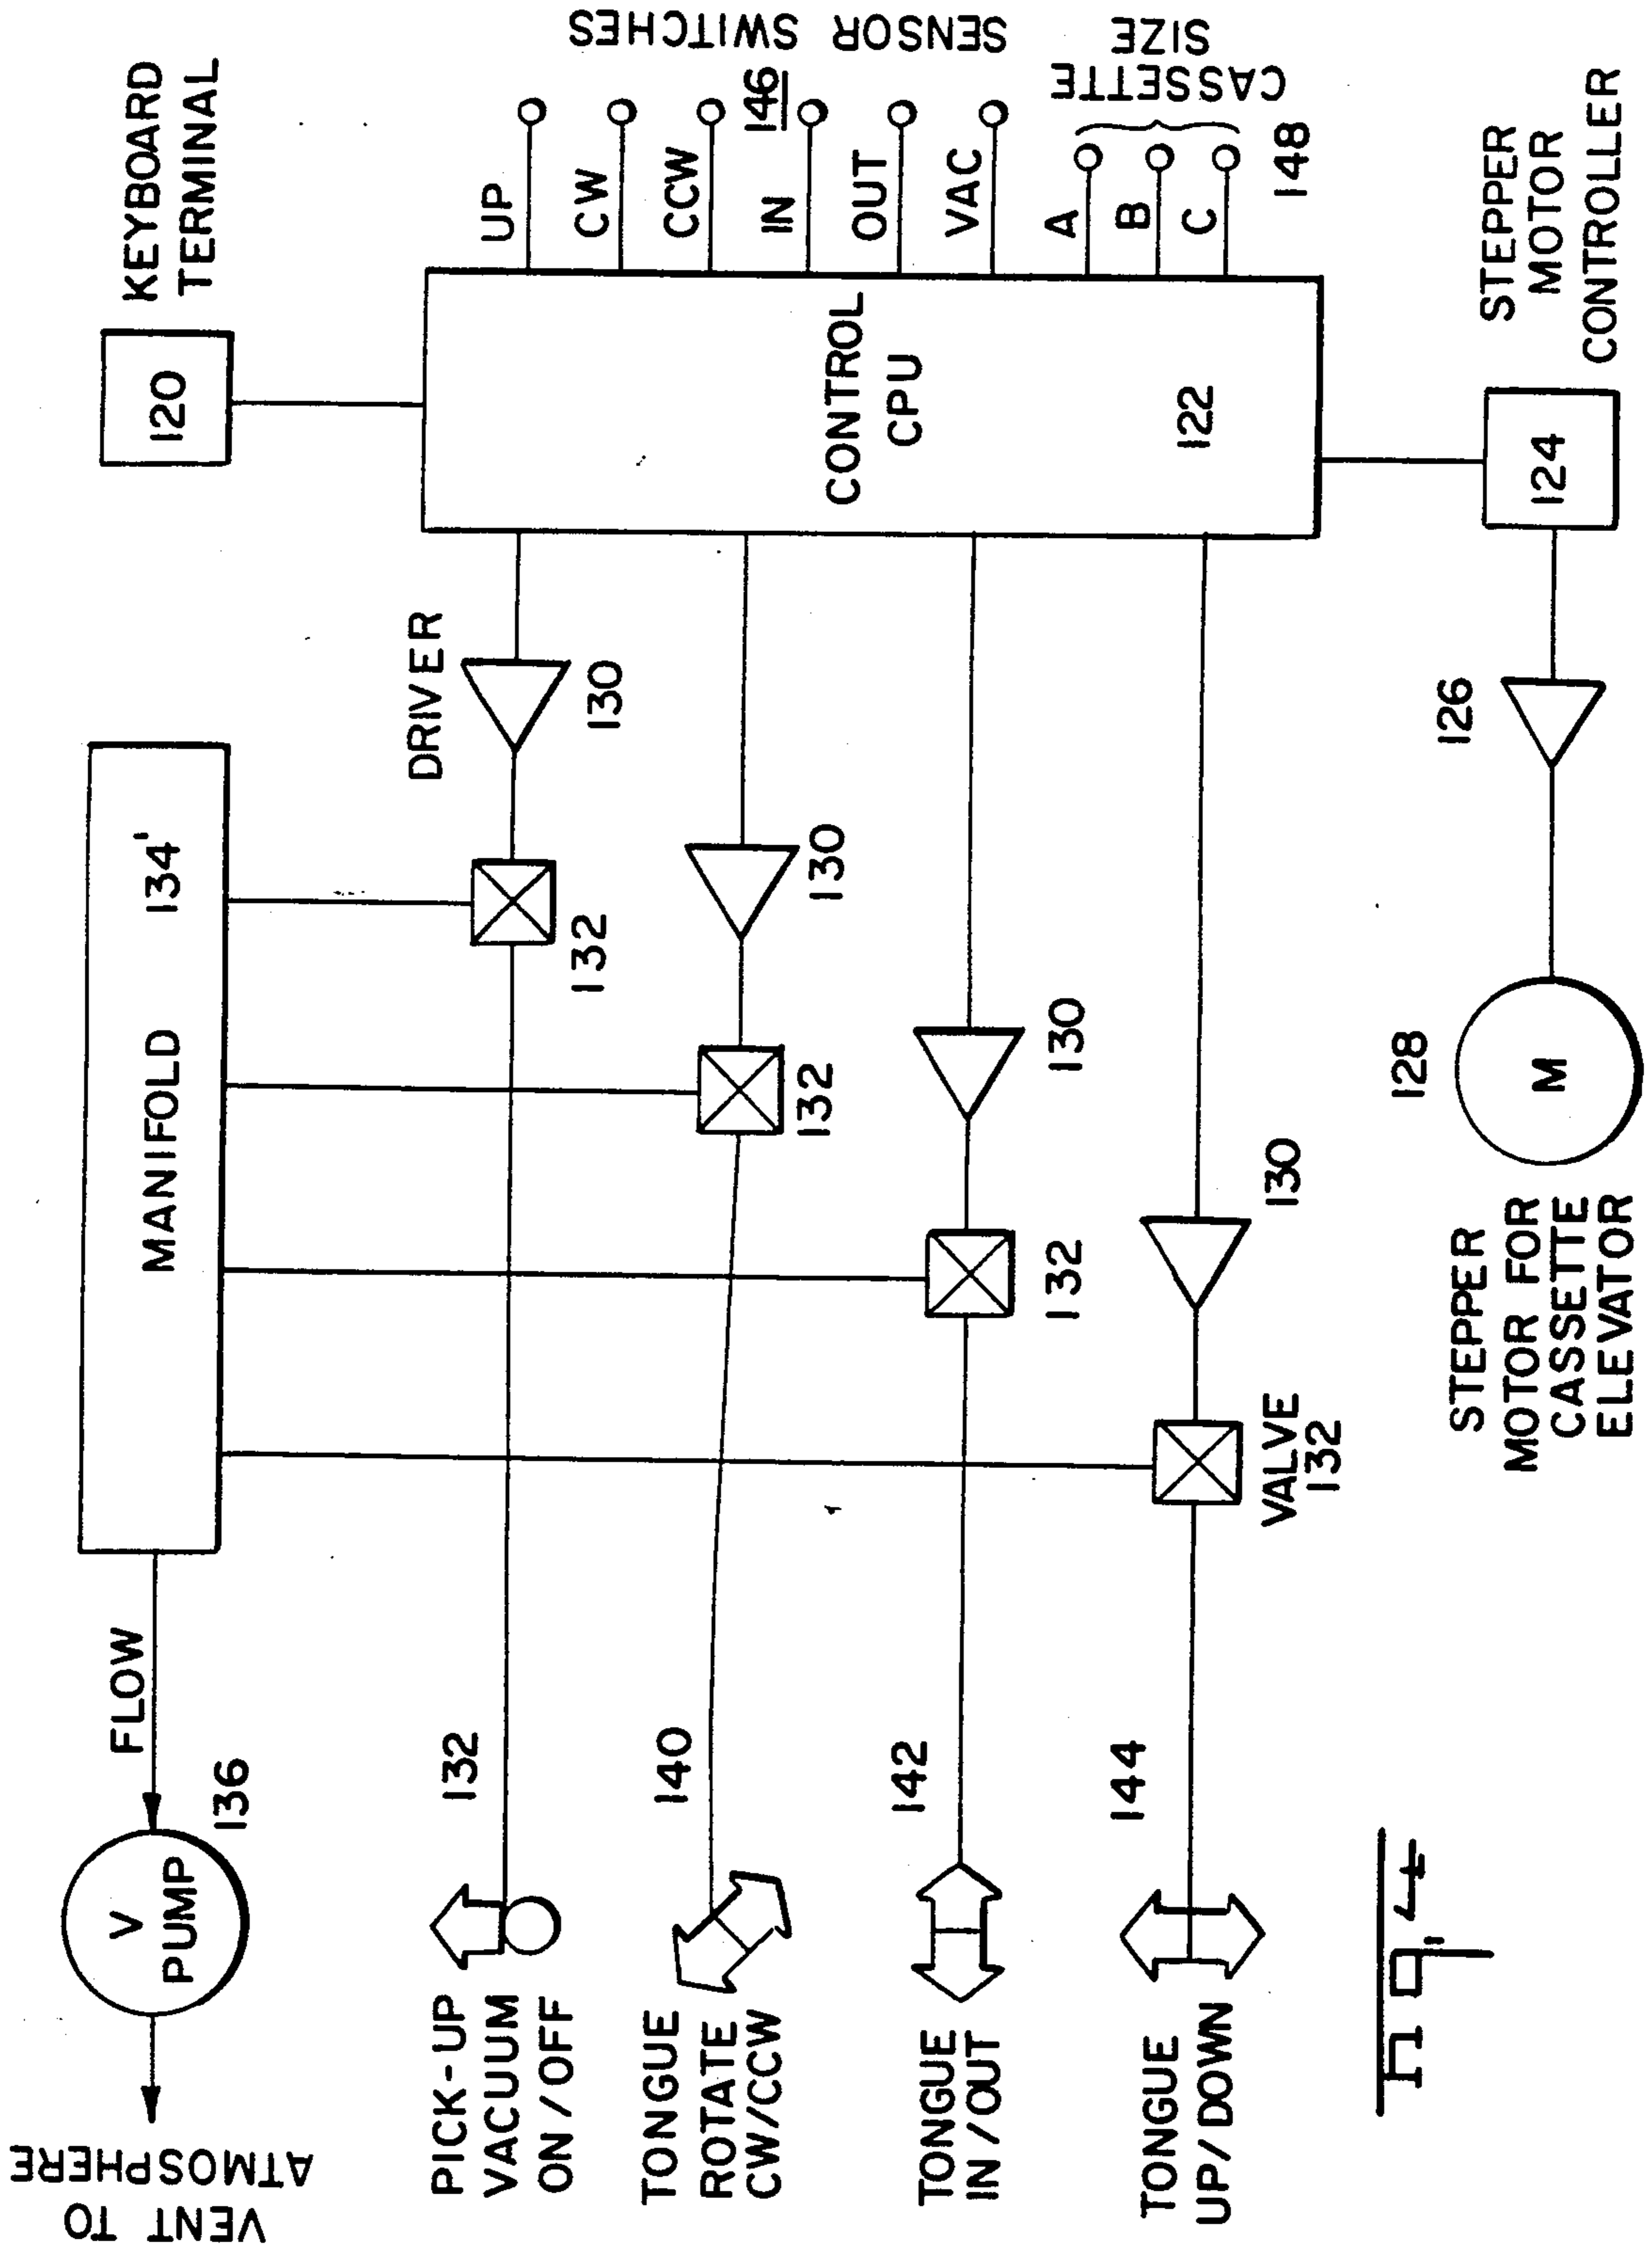 VENT TO
ATMOSPHERE
V
PUMP
136
FLOW
MANIFOLD 134'
KEYBOARD
TERMINAL
120
PICK-UP
VACUUM
ON/OFF
132
132
DRIVER
130
TONGUE
ROTATE
CW/CCW
140
132
130
TONGUE
IN/OUT
142
132
130
TONGUE
UP/DOWN
144
VALVE
132
130
CONTROL
CPU
122
UP
CW
CCW
IN
OUT
VAC
A
B
C
146
SENSOR SWITCHES
CASSETTE
SIZE
148
STEPPER
MOTOR FOR
CASSETTE
ELEVATOR
128
M
126
124
STEPPER
MOTOR
CONTROLLER
Fig. 4